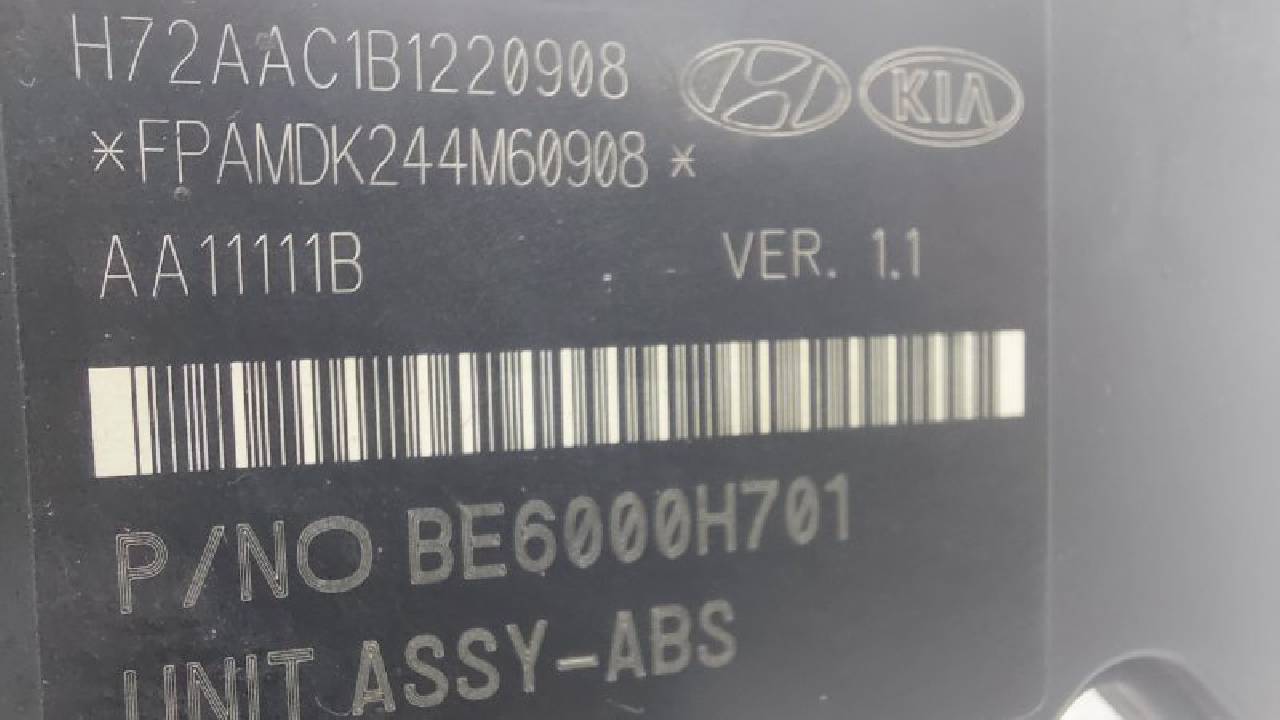 H72AAC1B1220908
KIA
*FPAMDK244M60908*
AA11111B VER. 1.1
P/NO BE6000H701
UNIT ASSY-ABS